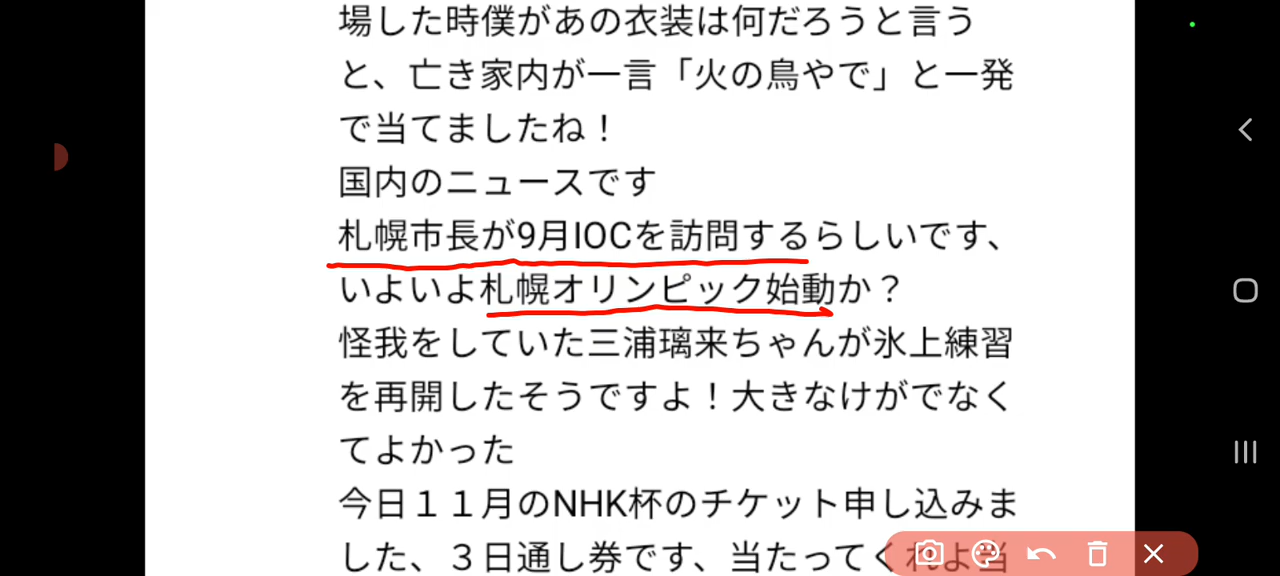 場した時僕があの衣装は何だろうと言う
と、亡き家内が一言「火の鳥やで」と一発
で当てましたね！
国内のニュースです
札幌市長が9月IOCを訪問するらしいです、
いよいよ札幌オリンピック始動か？
怪我をしていた三浦璃来ちゃんが氷上練習
を再開したそうですよ！大きなけがでなく
てよかった
今日１１月のNHK杯のチケット申し込みま
した、３日通し券です、当たってくれよ当